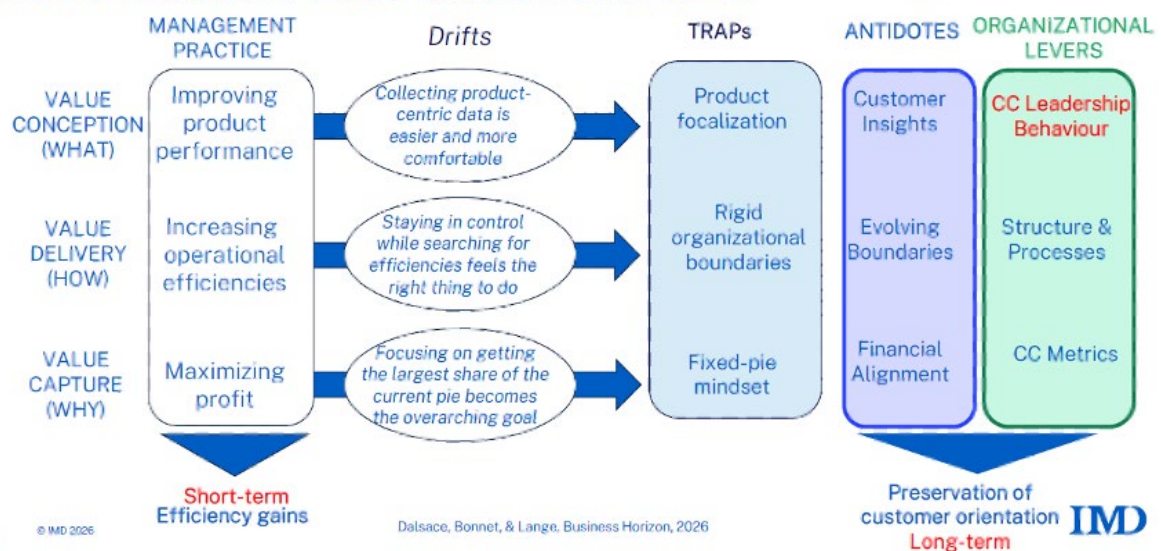 MANAGEMENT
PRACTICE
Drifts
TRAPs
ANTIDOTES
ORGANIZATIONAL
LEVERS
VALUE
CONCEPTION
(WHAT)
Improving
product
performance
Collecting product-
centric data is
easier and more
comfortable
Product
focalization
Customer
Insights
CC Leadership
Behaviour
VALUE
DELIVERY
(HOW)
Increasing
operational
efficiencies
Staying in control
while searching for
efficiencies feels the
right thing to do
Rigid
organizational
boundaries
Evolving
Boundaries
Structure &
Processes
VALUE
CAPTURE
(WHY)
Maximizing
profit
Focusing on getting
the largest share of the
current pie becomes
the overarching goal
Fixed-pie
mindset
Financial
Alignment
CC Metrics
Short-term
Efficiency gains
Preservation of
customer orientation
Long-term
© IMD 2026
Dalsace, Bonnet, & Lange. Business Horizon, 2026
IMD